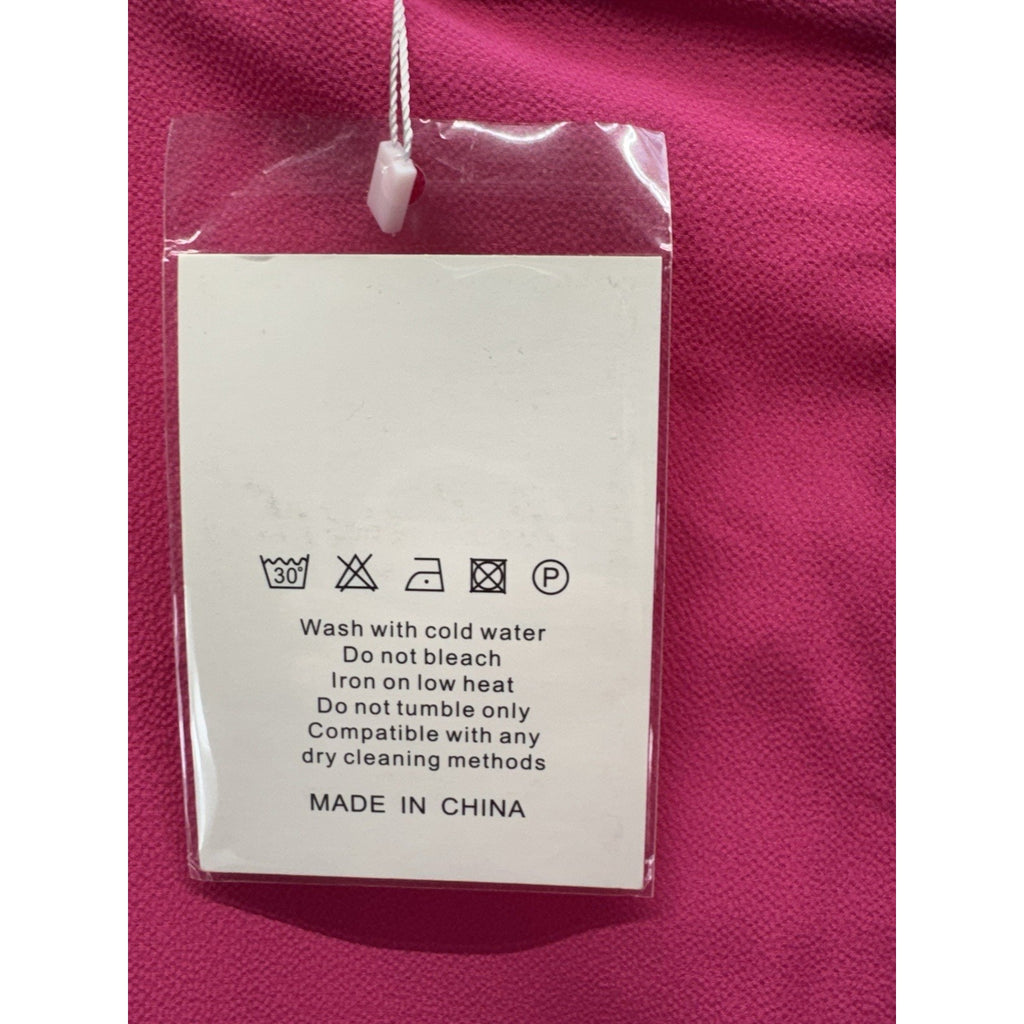 30°
P
Wash with cold water
Do not bleach
Iron on low heat
Do not tumble only
Compatible with any
dry cleaning methods
MADE IN CHINA